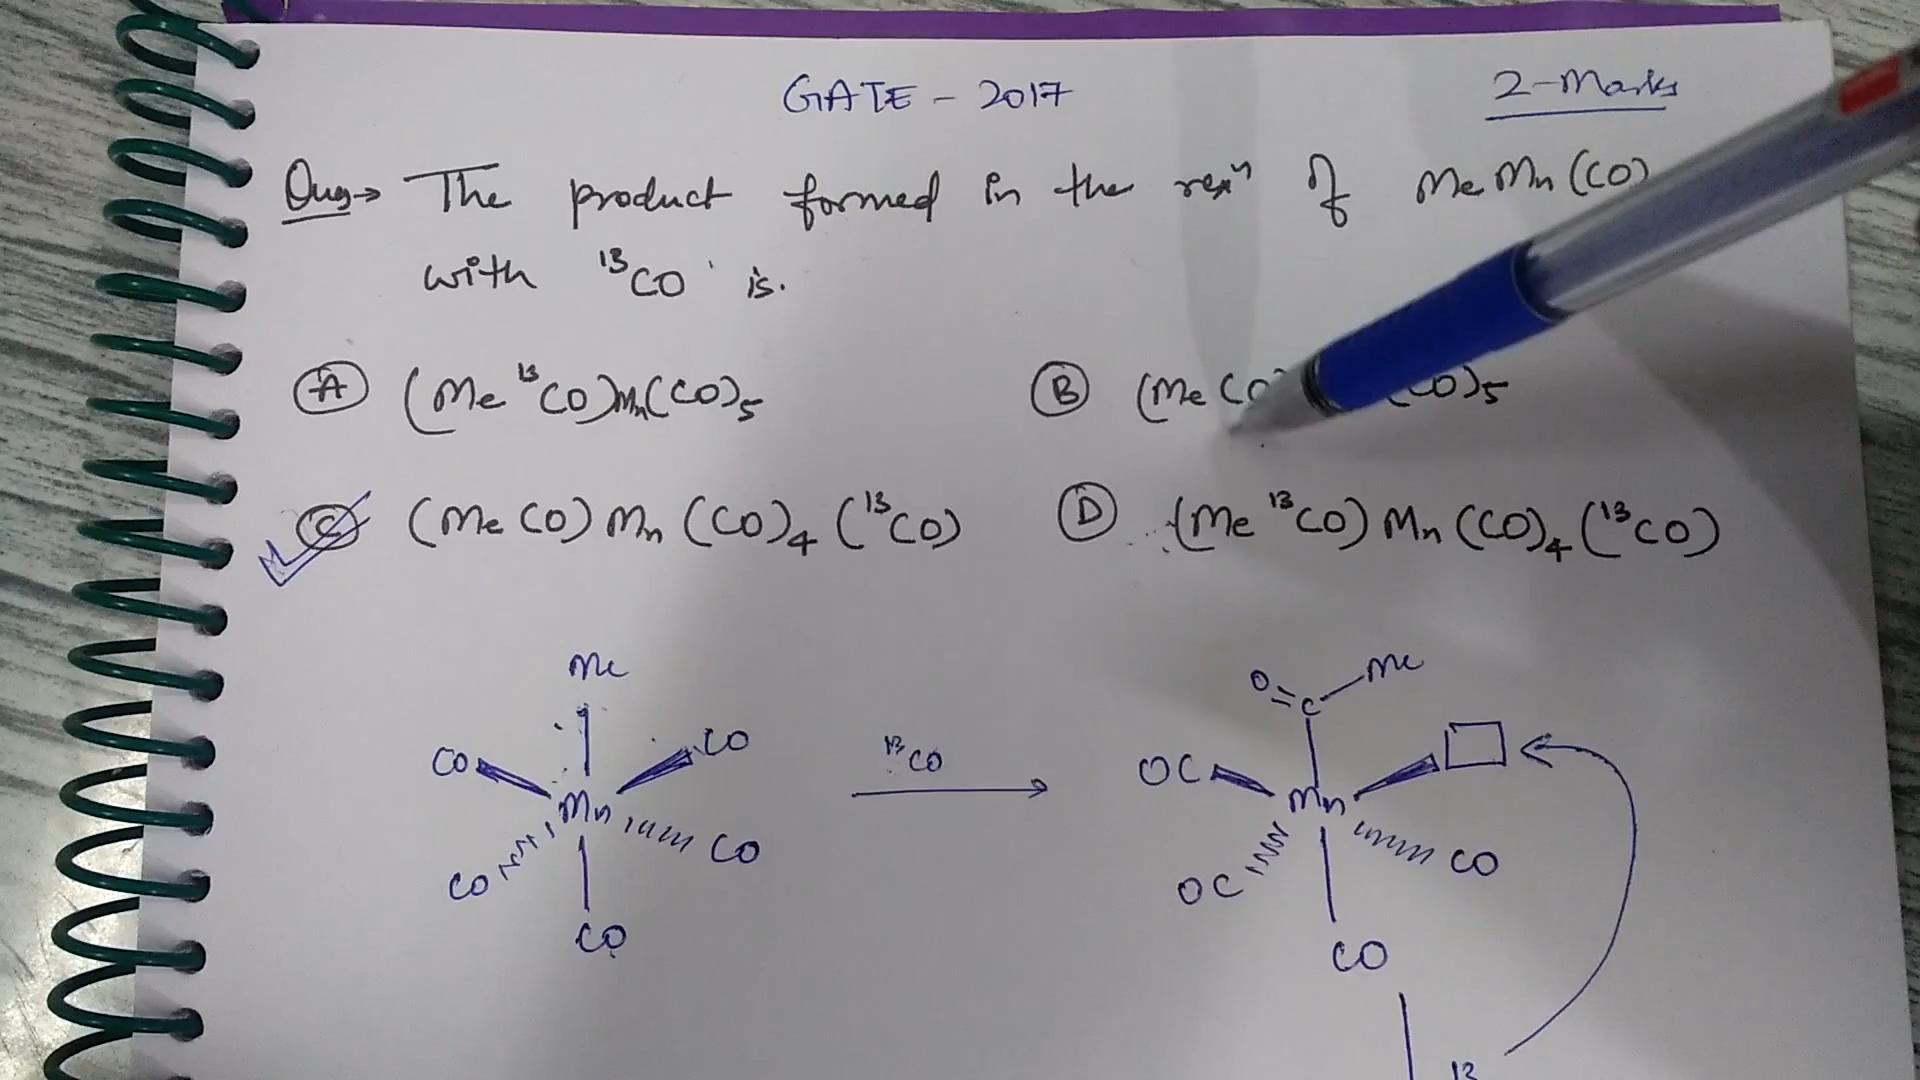 GATE - 2017
2-Marks
Ques→ The product formed in the rexⁿ of MeMn(CO)
with ¹³CO is.
(A) (Me ¹³CO)Mn(CO)₅
(B) (Me CO)₅
(C) (MeCO)Mn(CO)₄(¹³CO)
(D) (Me ¹³CO)Mn(CO)₄(¹³CO)
Me
CO CO
Mn
CO CO
CO
¹³CO
O C Me
OC
Mn
OC CO
CO
13